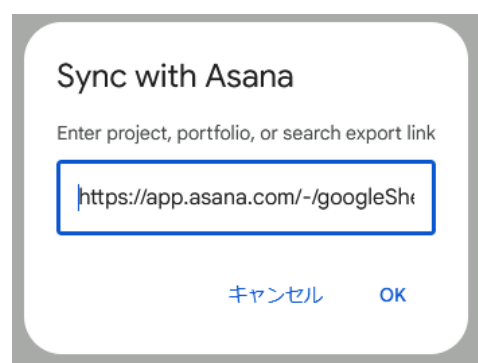 Sync with Asana
Enter project, portfolio, or search export link
https://app.asana.com/-/googleShe
キャンセル OK